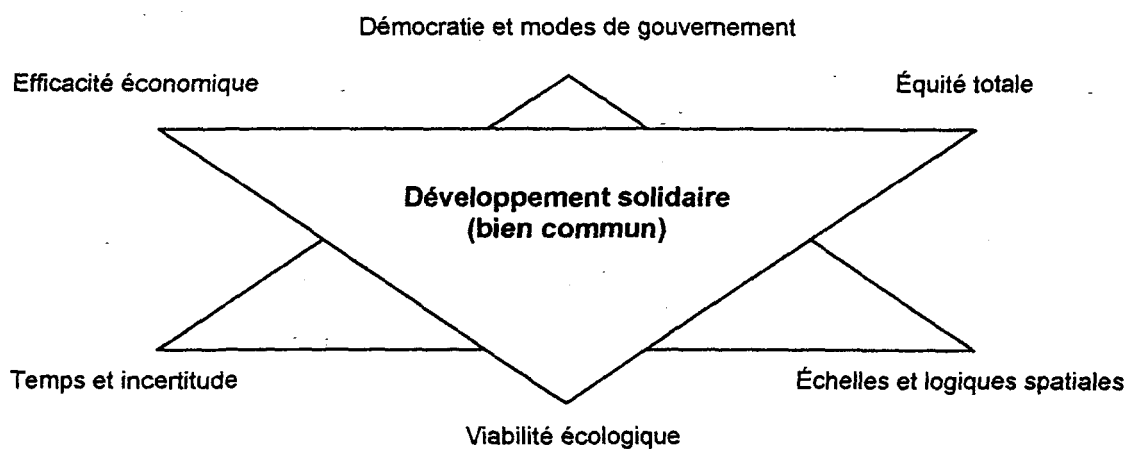 Démocratie et modes de gouvernement
Efficacité économique
Équité totale
Développement solidaire
(bien commun)
Temps et incertitude
Échelles et logiques spatiales
Viabilité écologique